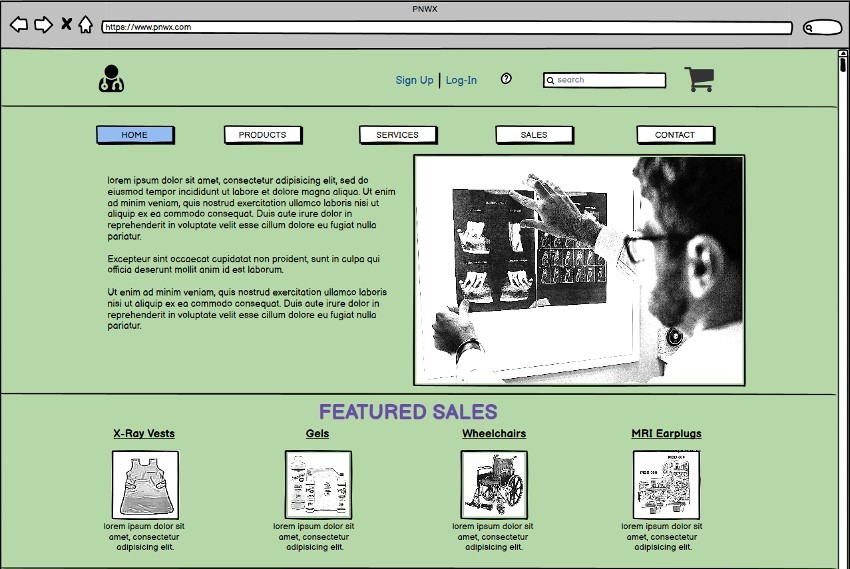 PNWX
https://www.pnwx.com
Sign Up | Log-In
?
search
HOME
PRODUCTS
SERVICES
SALES
CONTACT
lorem ipsum dolor sit amet, consectetur adipisicing elit, sed do
eiusmod tempor incididunt ut labore et dolore magna aliqua. Ut enim
ad minim veniam, quis nostrud exercitation ullamco laboris nisi ut
aliquip ex ea commodo consequat. Duis aute irure dolor in
reprehenderit in voluptate velit esse cillum dolore eu fugiat nulla
pariatur.
Excepteur sint occaecat cupidatat non proident, sunt in culpa qui
officia deserunt mollit anim id est laborum.
Ut enim ad minim veniam, quis nostrud exercitation ullamco laboris
nisi ut aliquip ex ea commodo consequat. Duis aute irure dolor in
reprehenderit in voluptate velit esse cillum dolore eu fugiat nulla
pariatur.
FEATURED SALES
X-Ray Vests
lorem ipsum dolor sit
amet, consectetur
adipisicing elit.
Gels
lorem ipsum dolor sit
amet, consectetur
adipisicing elit.
Wheelchairs
lorem ipsum dolor sit
amet, consectetur
adipisicing elit.
MRI Earplugs
lorem ipsum dolor sit
amet, consectetur
adipisicing elit.